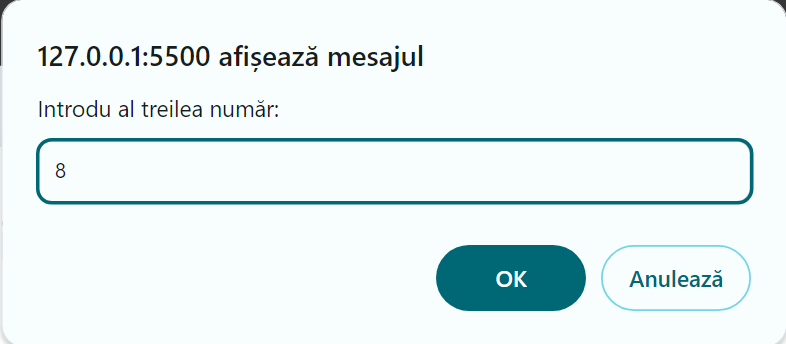 127.0.0.1:5500 afișează mesajul
Introdu al treilea număr:
8
OK Anulează